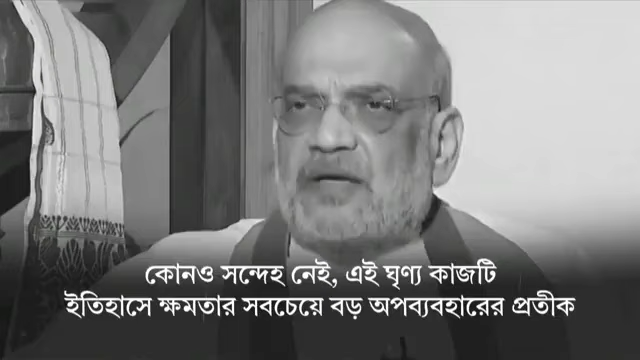 কোনও সন্দেহ নেই, এই ঘৃণ্য কাজটি
ইতিহাসে ক্ষমতার সবচেয়ে বড় অপব্যবহারের প্রতীক